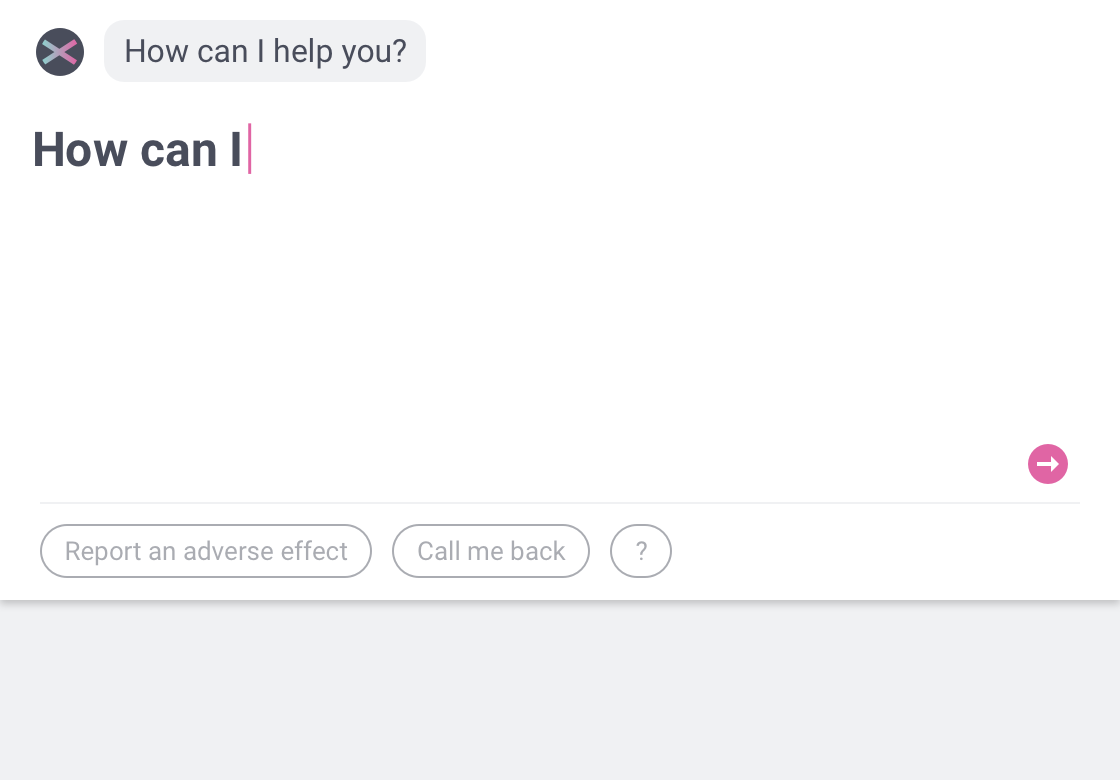 How can I help you?
How can I
Report an adverse effect
Call me back
?